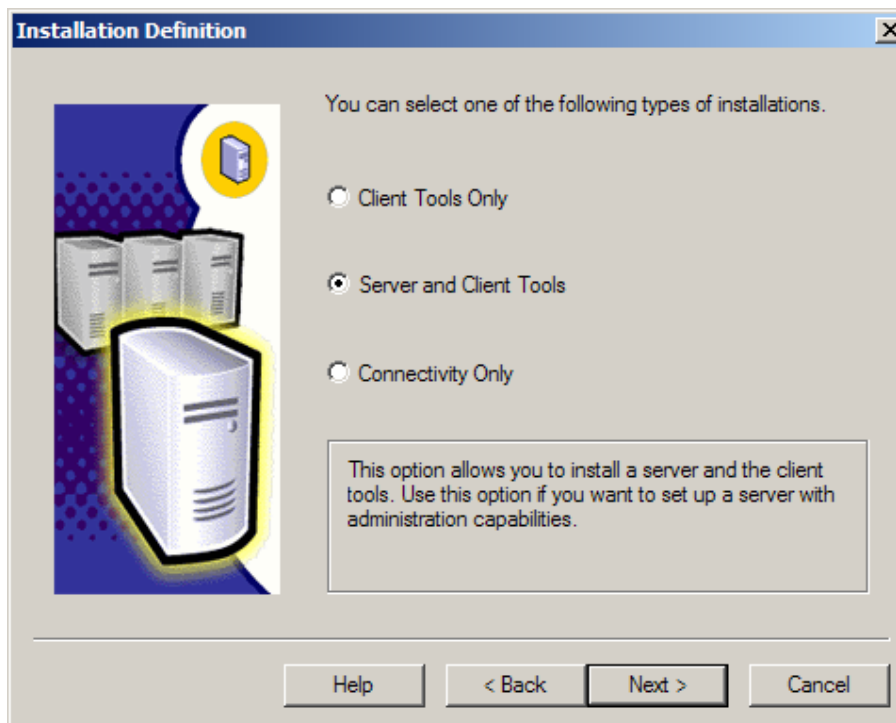 Installation Definition
You can select one of the following types of installations.
Client Tools Only
Server and Client Tools
Connectivity Only
This option allows you to install a server and the client
tools. Use this option if you want to set up a server with
administration capabilities.
Help
< Back
Next >
Cancel